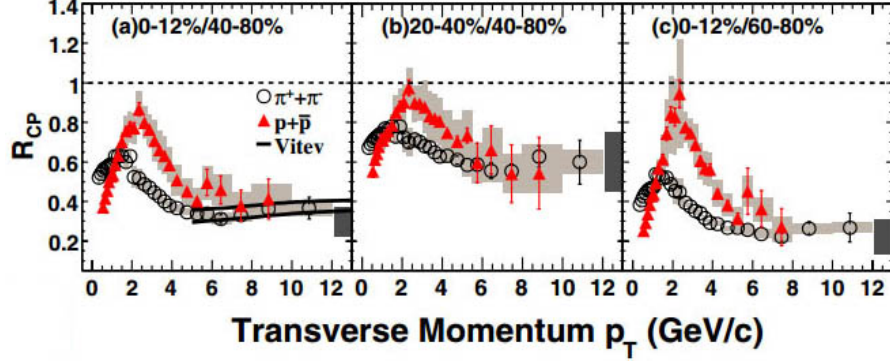 1.4
1.2
1
0.8
0.6
0.4
0.2
R_CP
(a)0-12%/40-80%
π⁺+π⁻
p+p̅
Vitev
(b)20-40%/40-80%
(c)0-12%/60-80%
0 2 4 6 8 10 12 0 2 4 6 8 10 12 0 2 4 6 8 10 12
Transverse Momentum p_T (GeV/c)